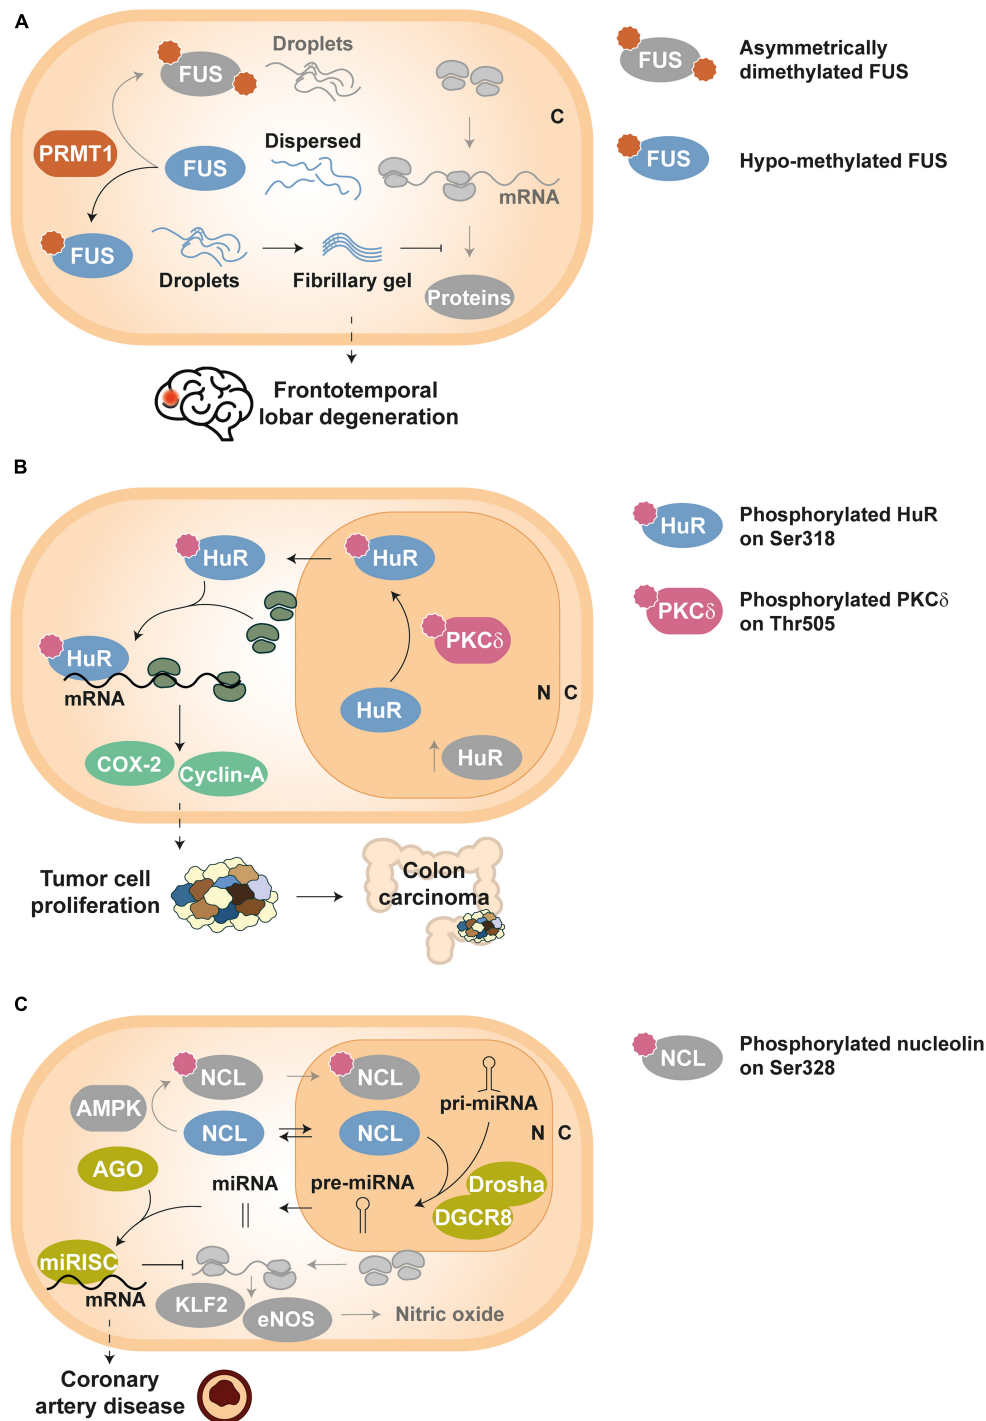 A
Droplets
FUS
FUS
Asymmetrically
dimethylated FUS
C
Dispersed
PRMT1
FUS
FUS
Hypo-methylated FUS
mRNA
FUS
Droplets
Fibrillary gel
Proteins
Frontotemporal
lobar degeneration
B
HuR
HuR
HuR
Phosphorylated HuR
on Ser318
PKCδ
PKCδ
Phosphorylated PKCδ
on Thr505
HuR
mRNA
N
C
HuR
HuR
COX-2
Cyclin-A
Tumor cell
proliferation
Colon
carcinoma
C
NCL
NCL
NCL
Phosphorylated nucleolin
on Ser328
AMPK
pri-miRNA
NCL
NCL
N
C
AGO
miRNA
pre-miRNA
Drosha
DGCR8
miRISC
mRNA
KLF2
eNOS
Nitric oxide
Coronary
artery disease